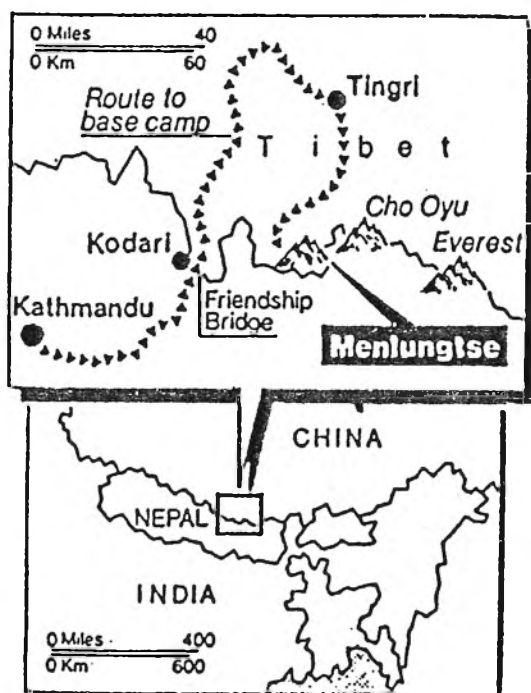 0 Miles 40
0 Km 60
Route to
base camp
Tingri
Tibet
Cho Oyu
Everest
Kodari
Kathmandu
Friendship
Bridge
Menlungtse
CHINA
NEPAL
INDIA
0 Miles 400
0 Km 600